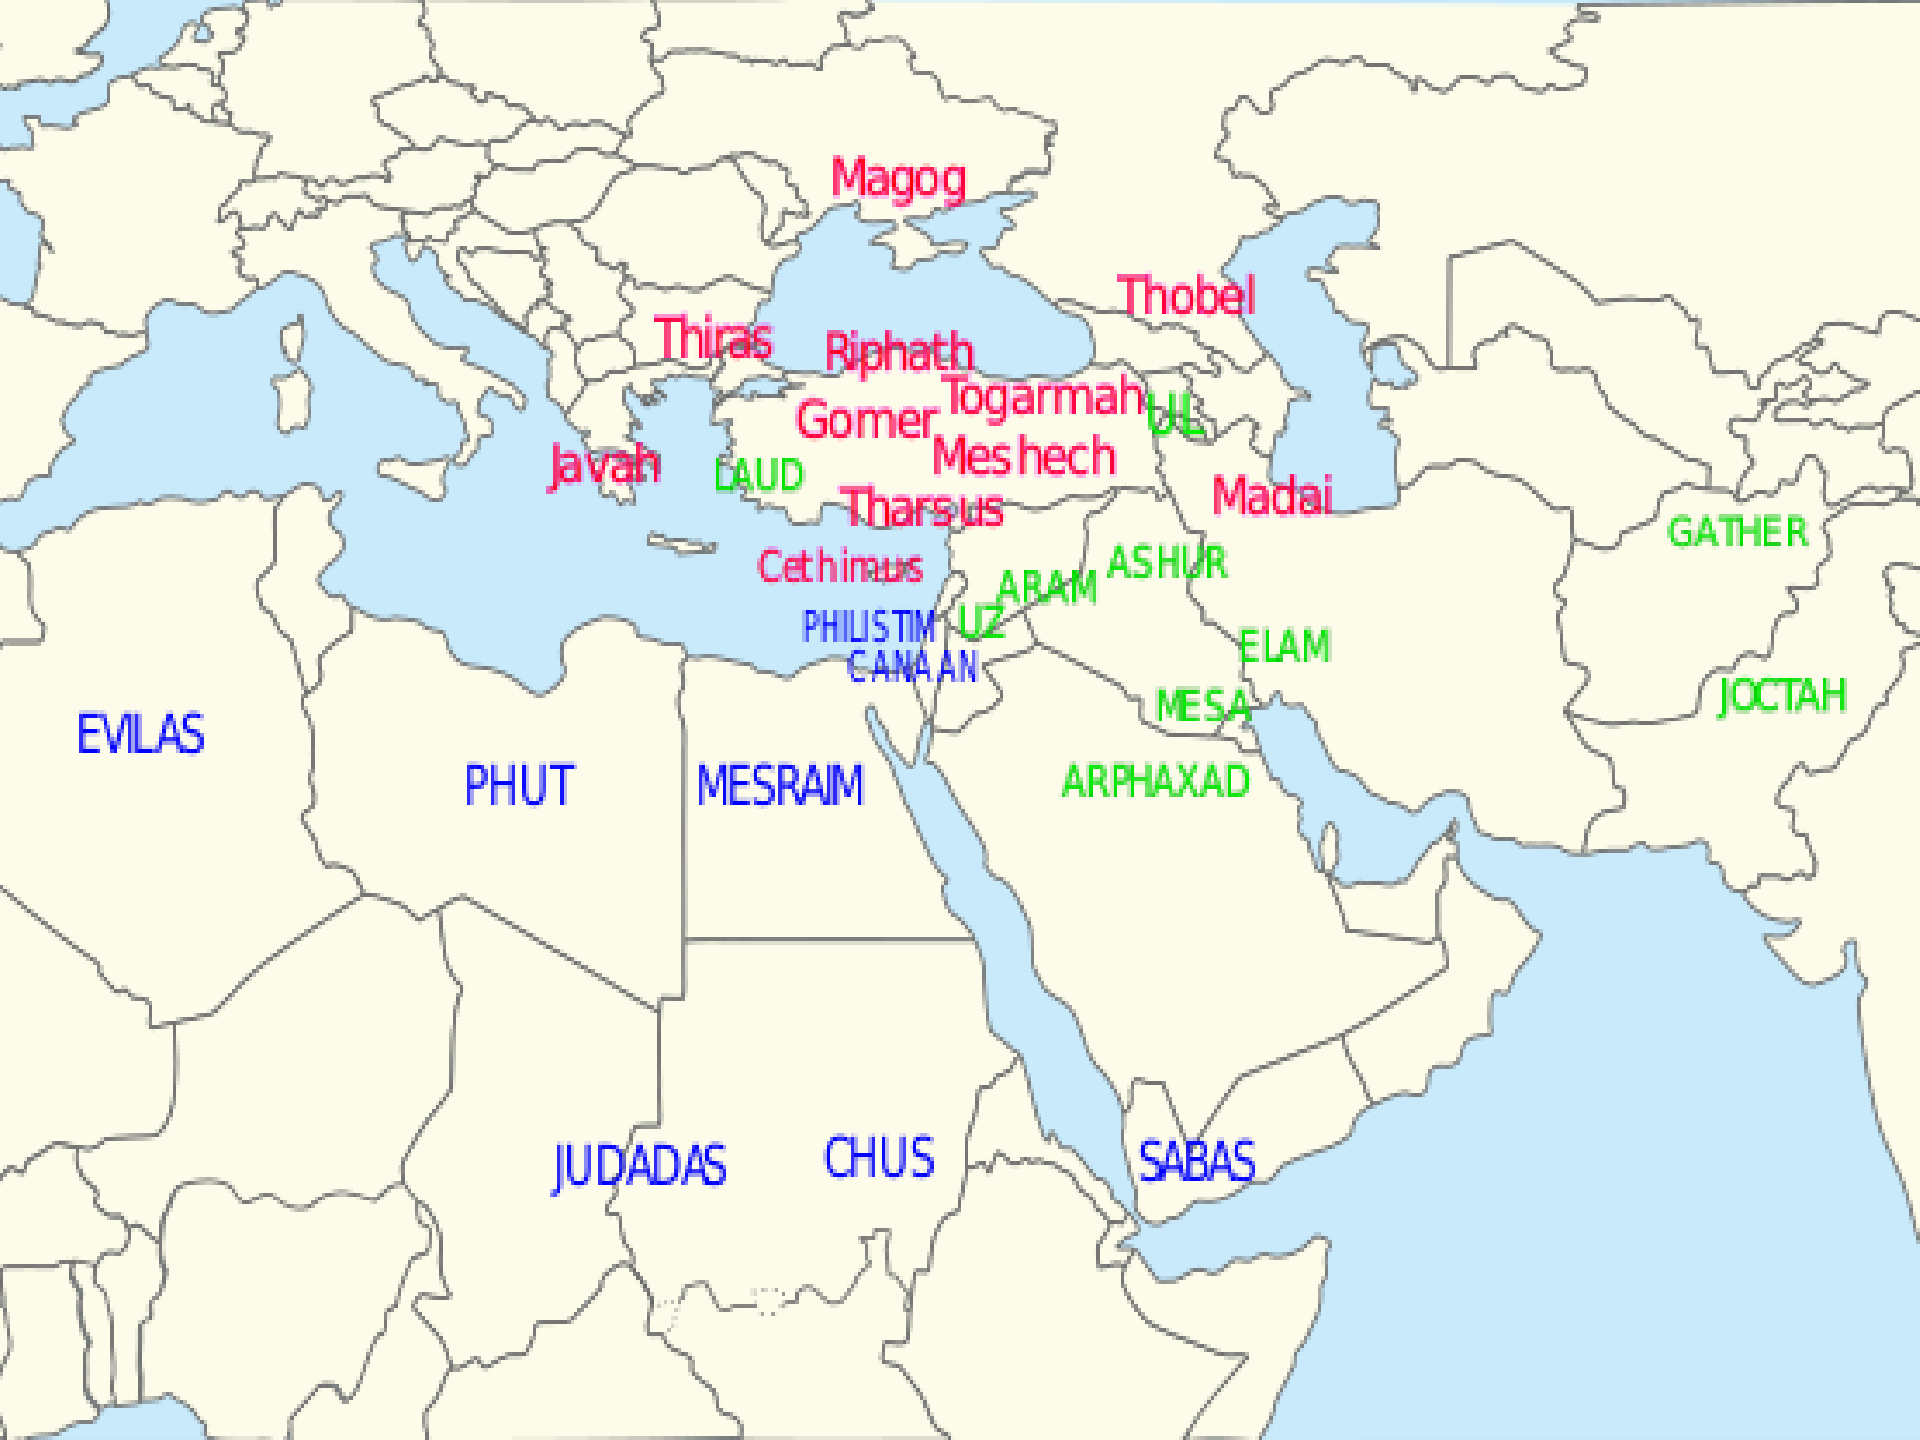 Magog
Thobel
Thiras
Riphath
Togarmah
UL
Gomer
Meshech
Javah
LAUD
Madai
Tharsus
GATHER
Cethimus
ASHUR
ARAM
PHILISTIM
UZ
ELAM
CANAAN
JOCTAH
MESA
EVILAS
PHUT
MESRAIM
ARPHAXAD
JUDADAS
CHUS
SABAS